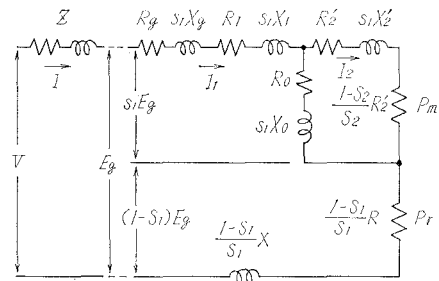 Z Rg s₁Xg R₁ s₁X₁ R₂′ s₁X₂′
I I₁ I₂
R₀
s₁Eg
1-S₂/S₂ R₂′ Pm
s₁X₀
V Eg
(1-S₁)Eg
1-S₁/S₁ R Pr
1-S₁/S₁ X